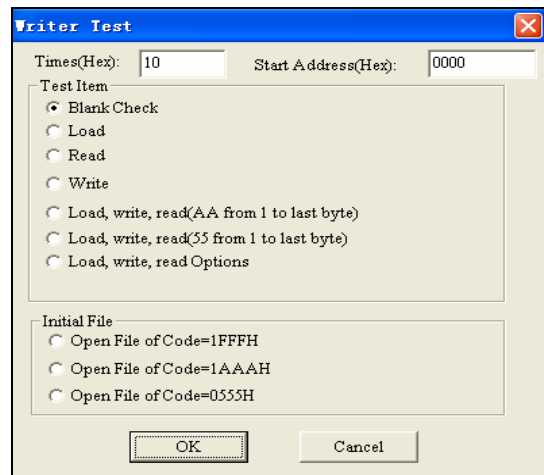 Writer Test
Times(Hex): 10 Start Address(Hex): 0000
Test Item
Blank Check
Load
Read
Write
Load, write, read(AA from 1 to last byte)
Load, write, read(55 from 1 to last byte)
Load, write, read Options
Initial File
Open File of Code=1FFFH
Open File of Code=1AAAH
Open File of Code=0555H
OK Cancel